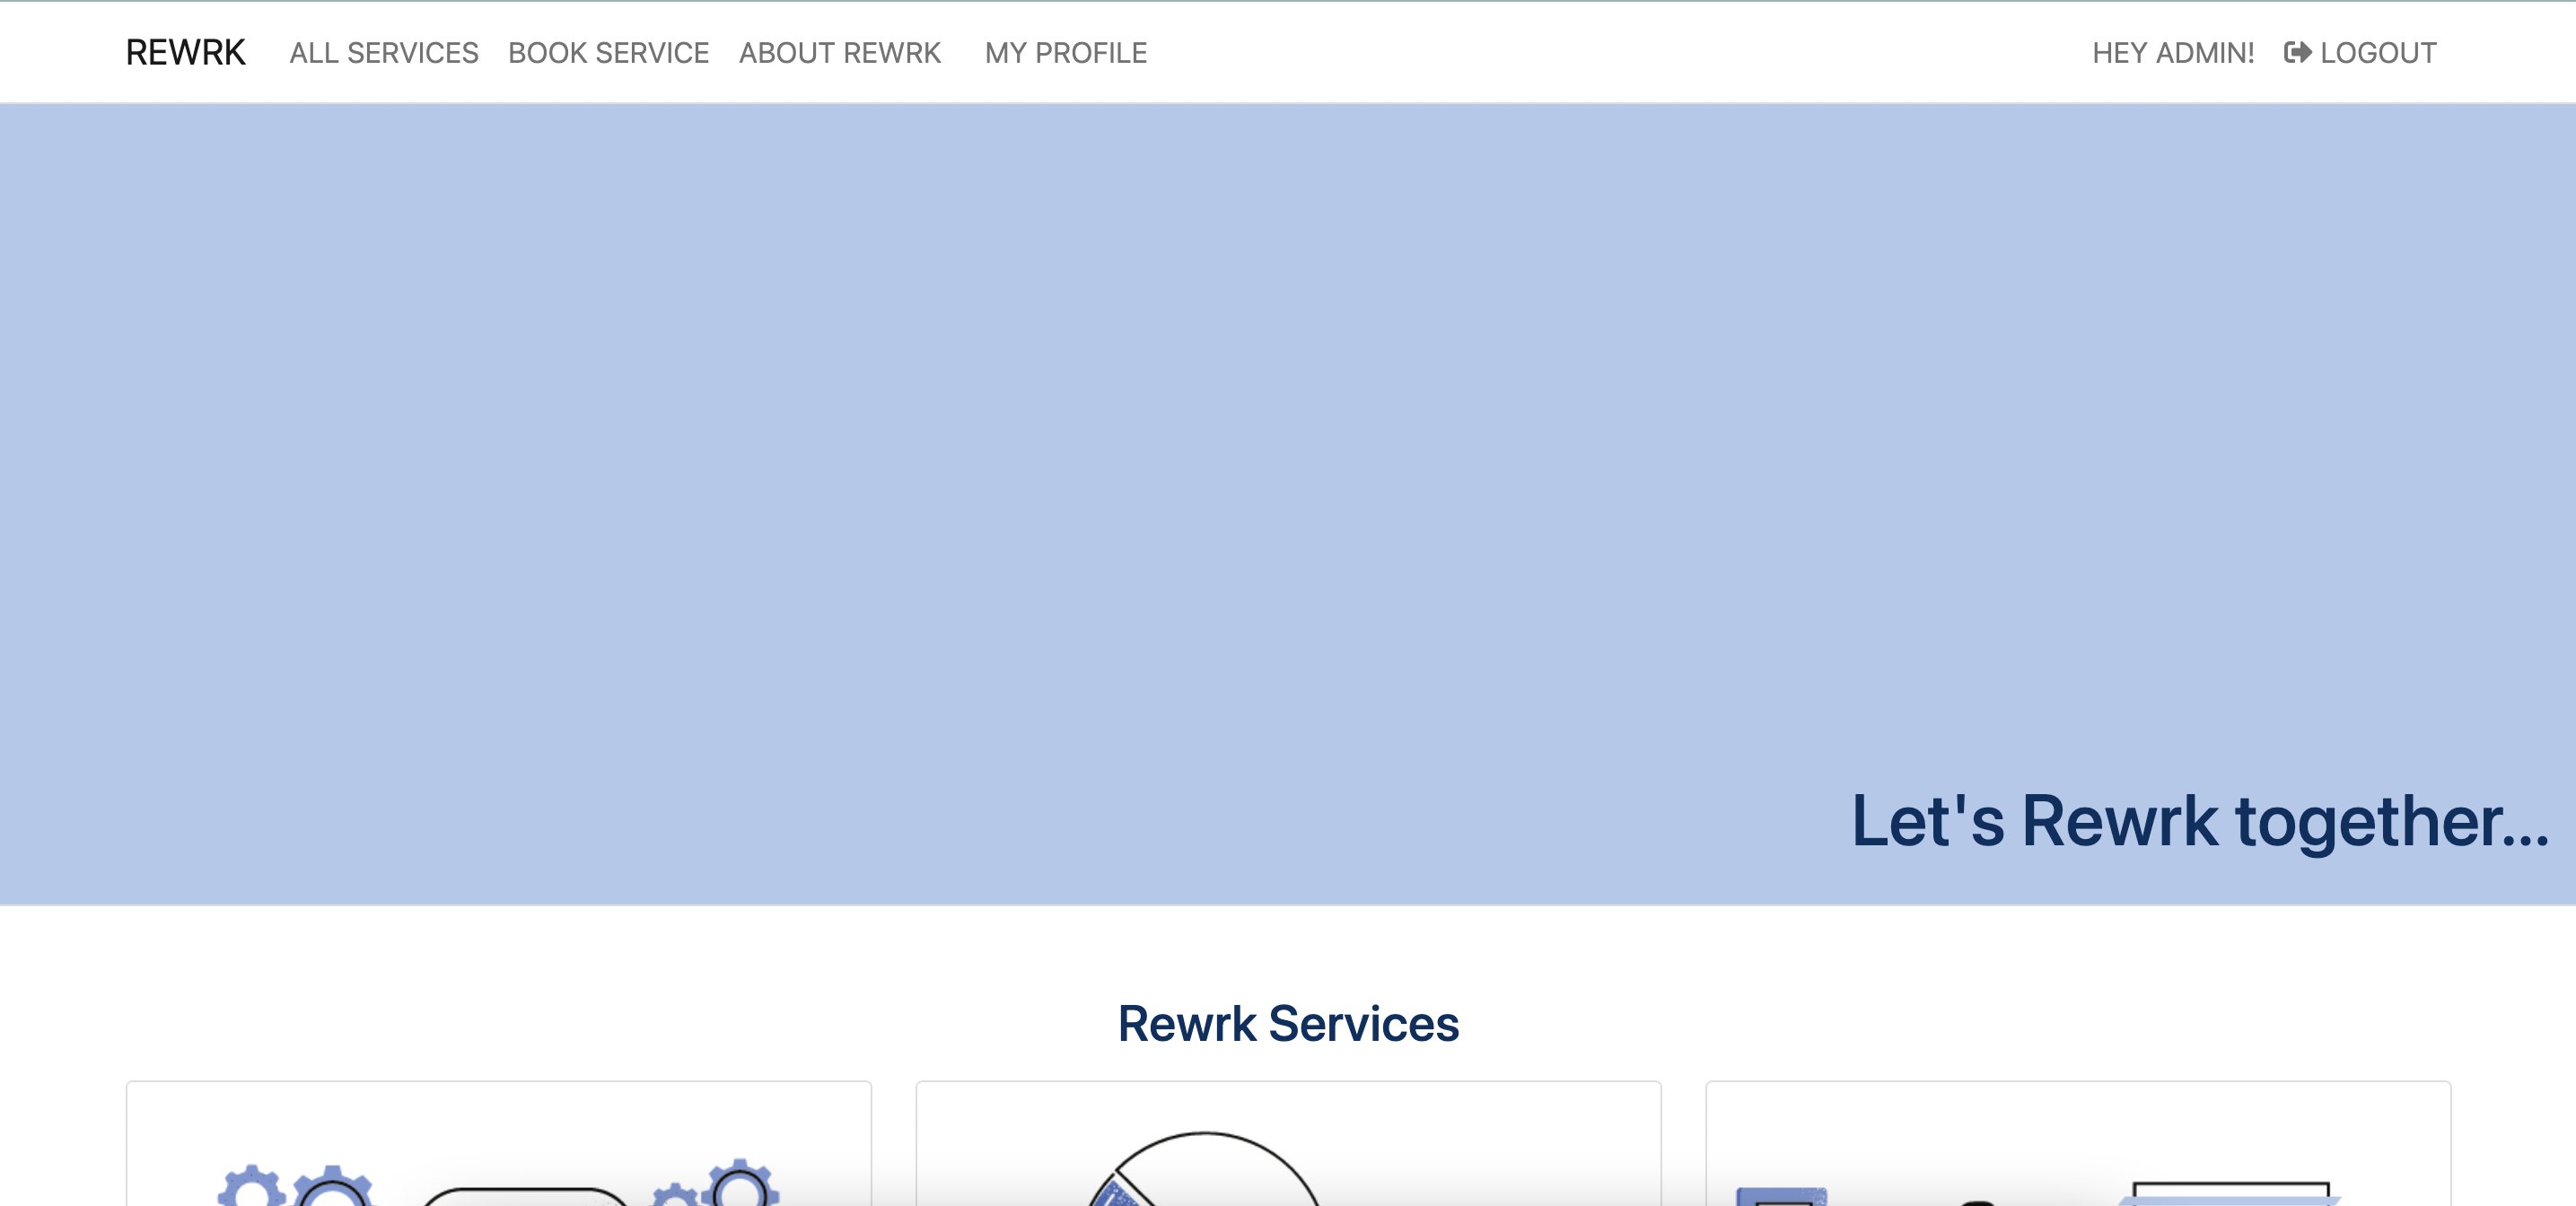 REWRK ALL SERVICES BOOK SERVICE ABOUT REWRK MY PROFILE HEY ADMIN! LOGOUT
Let's Rewrk together...
Rewrk Services